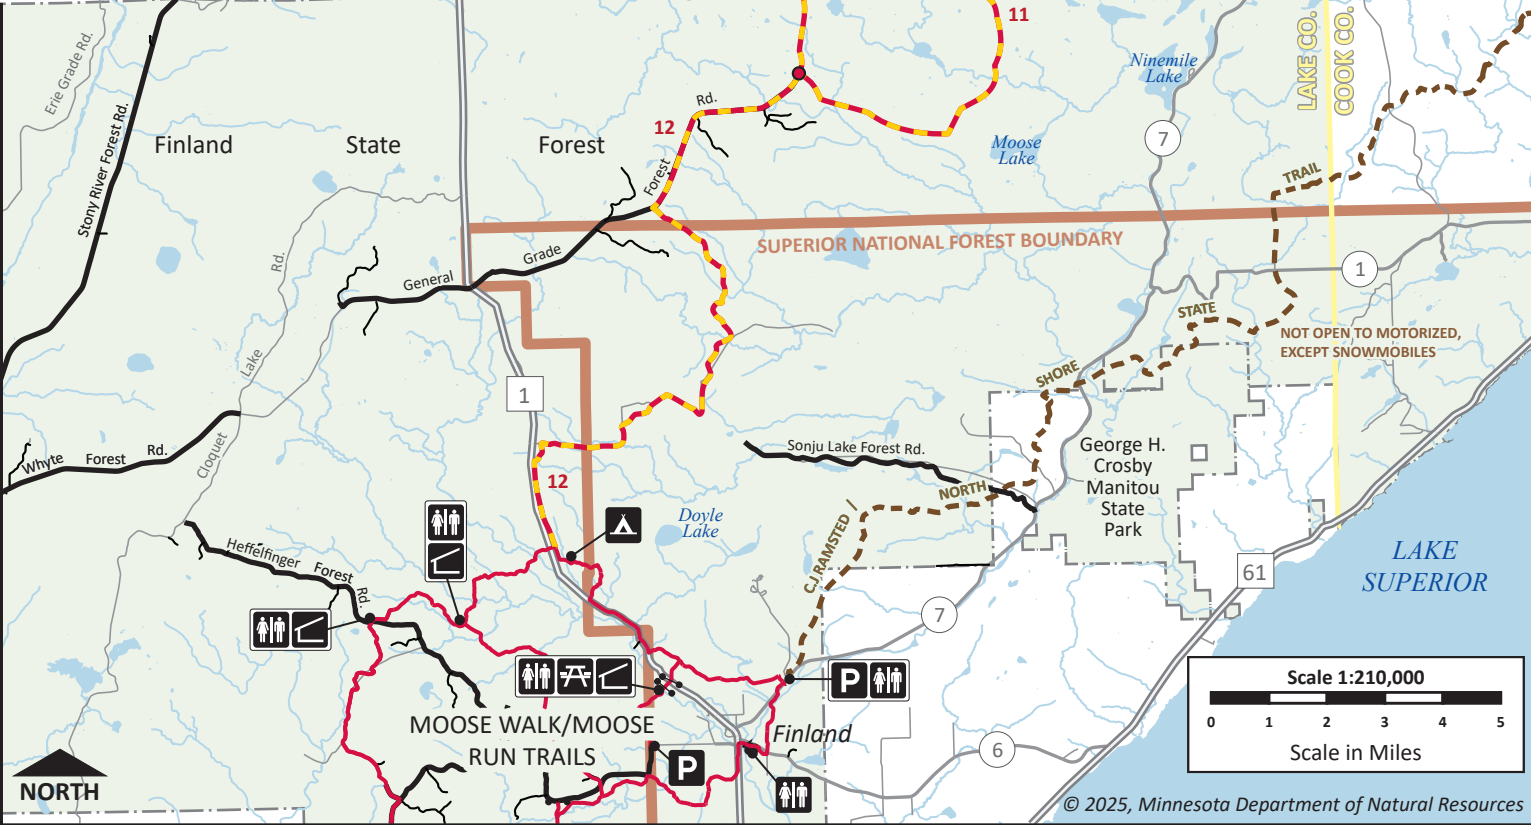 11
LAKE CO.
COOK CO.
Erie Grade Rd.
Ninemile
Lake
Rd.
12
7
Stony River Forest Rd.
Finland State Forest
Moose
Lake
Forest
TRAIL
SUPERIOR NATIONAL FOREST BOUNDARY
Grade
General
Rd.
1
STATE
NOT OPEN TO MOTORIZED,
EXCEPT SNOWMOBILES
Lake
SHORE
1
Whyte Forest Rd.
Cloquet
Sonju Lake Forest Rd.
George H.
Crosby
Manitou
State
Park
12
NORTH
Doyle
Lake
C.J.RAMSTED /
LAKE
SUPERIOR
Heffelfinger Forest Rd.
61
7
P
Scale 1:210,000
0 1 2 3 4 5
Scale in Miles
MOOSE WALK/MOOSE
RUN TRAILS
Finland
6
P
NORTH
© 2025, Minnesota Department of Natural Resources